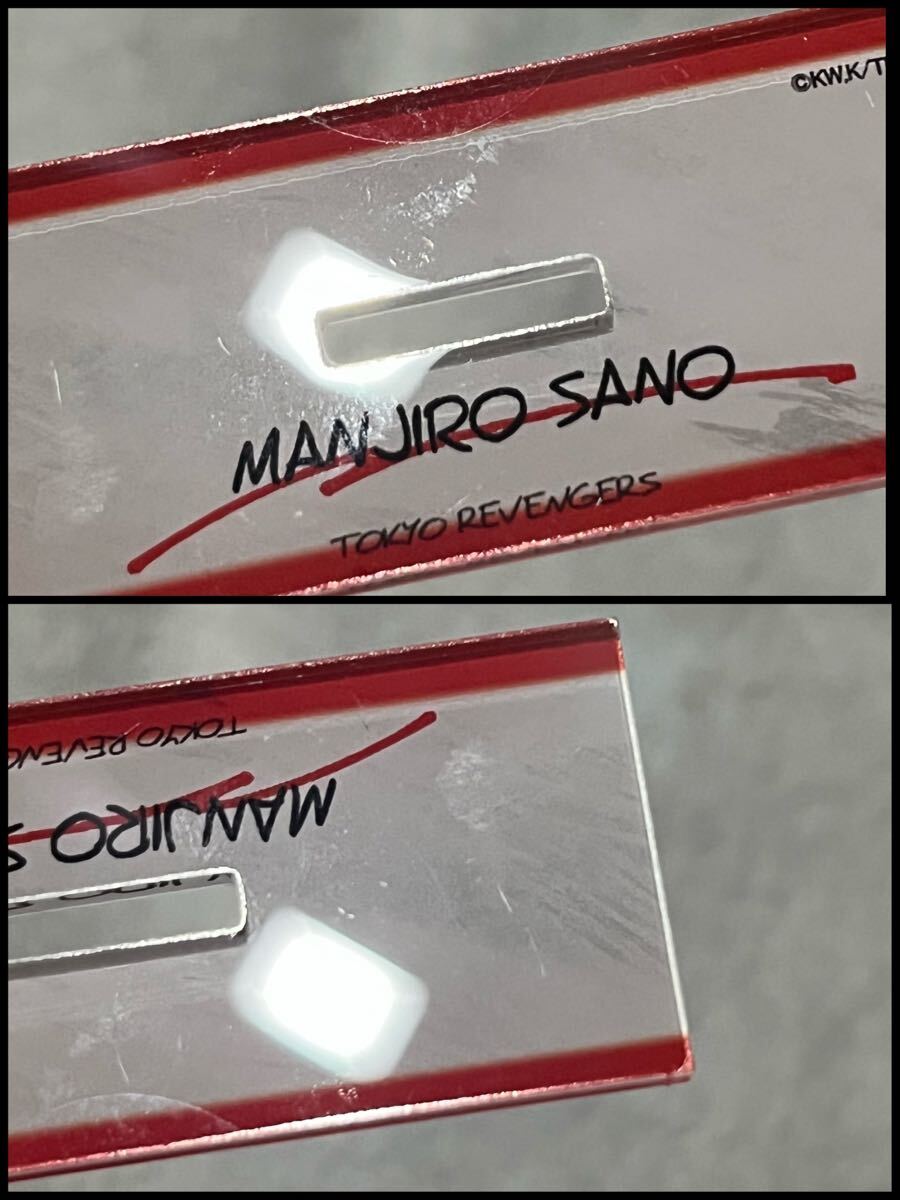 ©KW,K/T
MANJIRO SANO
TOKYO REVENGERS
TOKYO REVENG
MANJIRO S